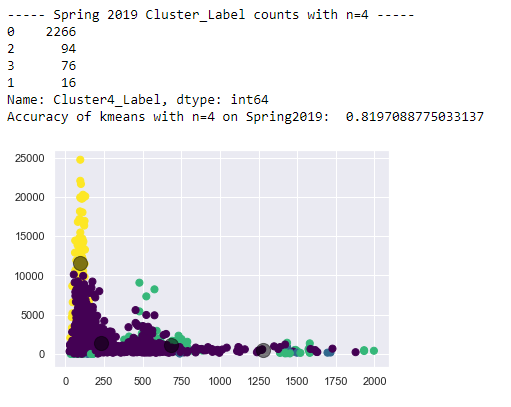 ----- Spring 2019 Cluster_Label counts with n=4 -----
0    2266
2      94
3      76
1      16
Name: Cluster4_Label, dtype: int64
Accuracy of kmeans with n=4 on Spring2019:  0.8197088775033137
25000
20000
15000
10000
5000
0
0 250 500 750 1000 1250 1500 1750 2000